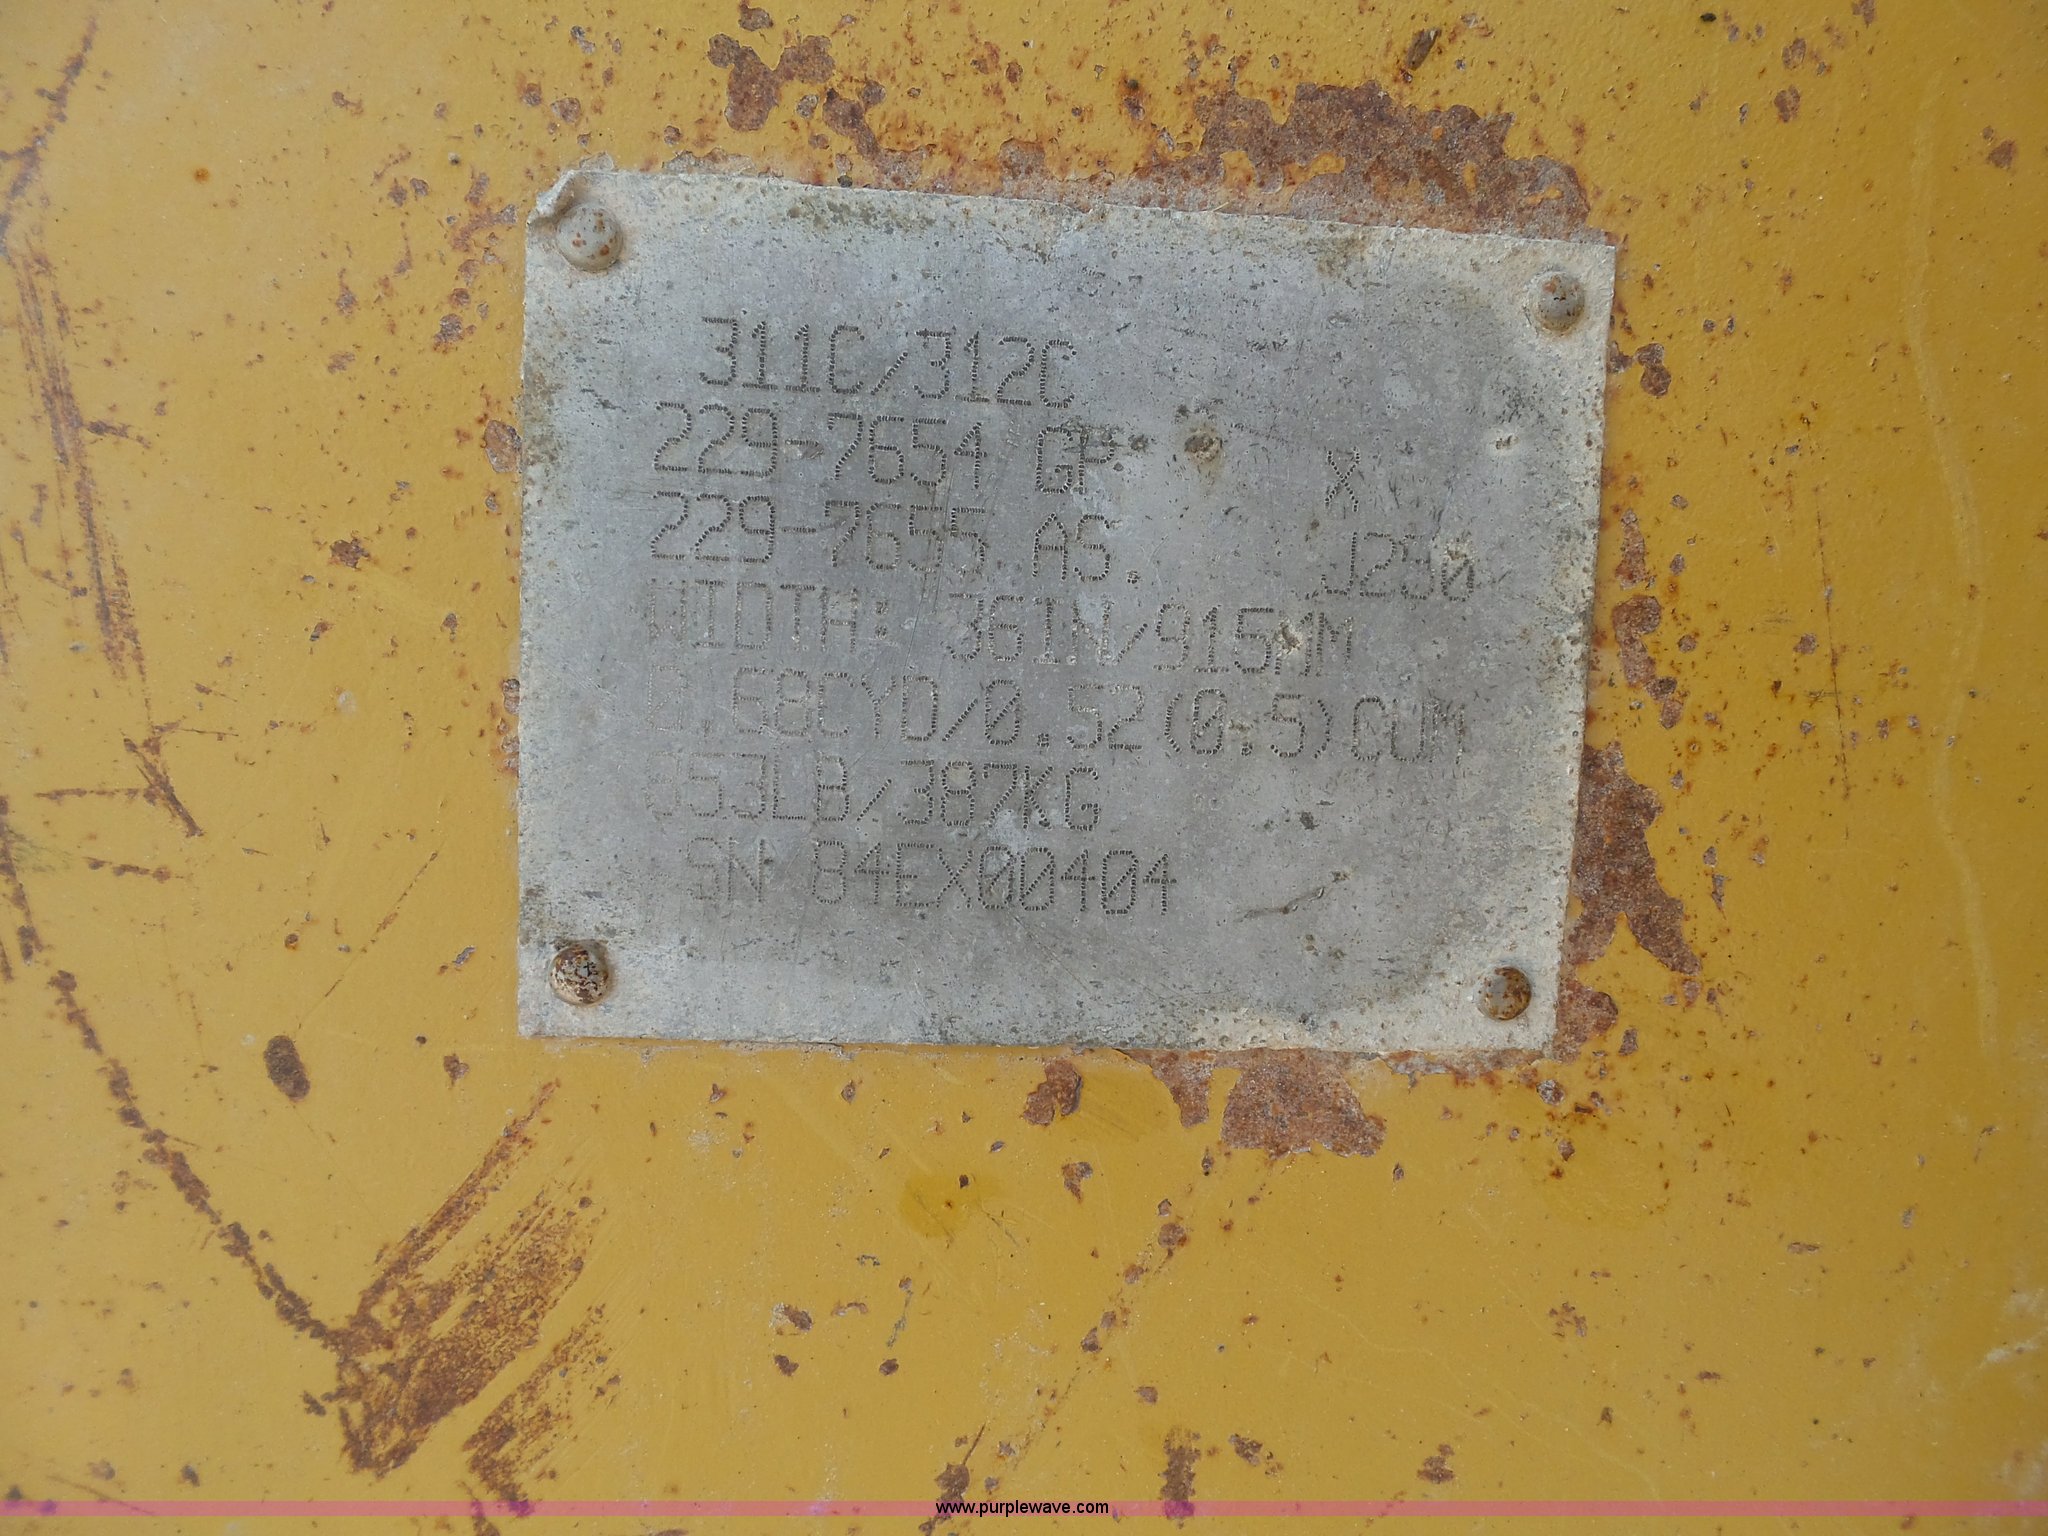 311C/312C
229-7654 GP X
229-7655 AS. J250
WIDTH: 36IN/915MM
0.68CYD/0.52(0.5)CUM
853LB/387KG
SN 84EX00404
www.purplewave.com